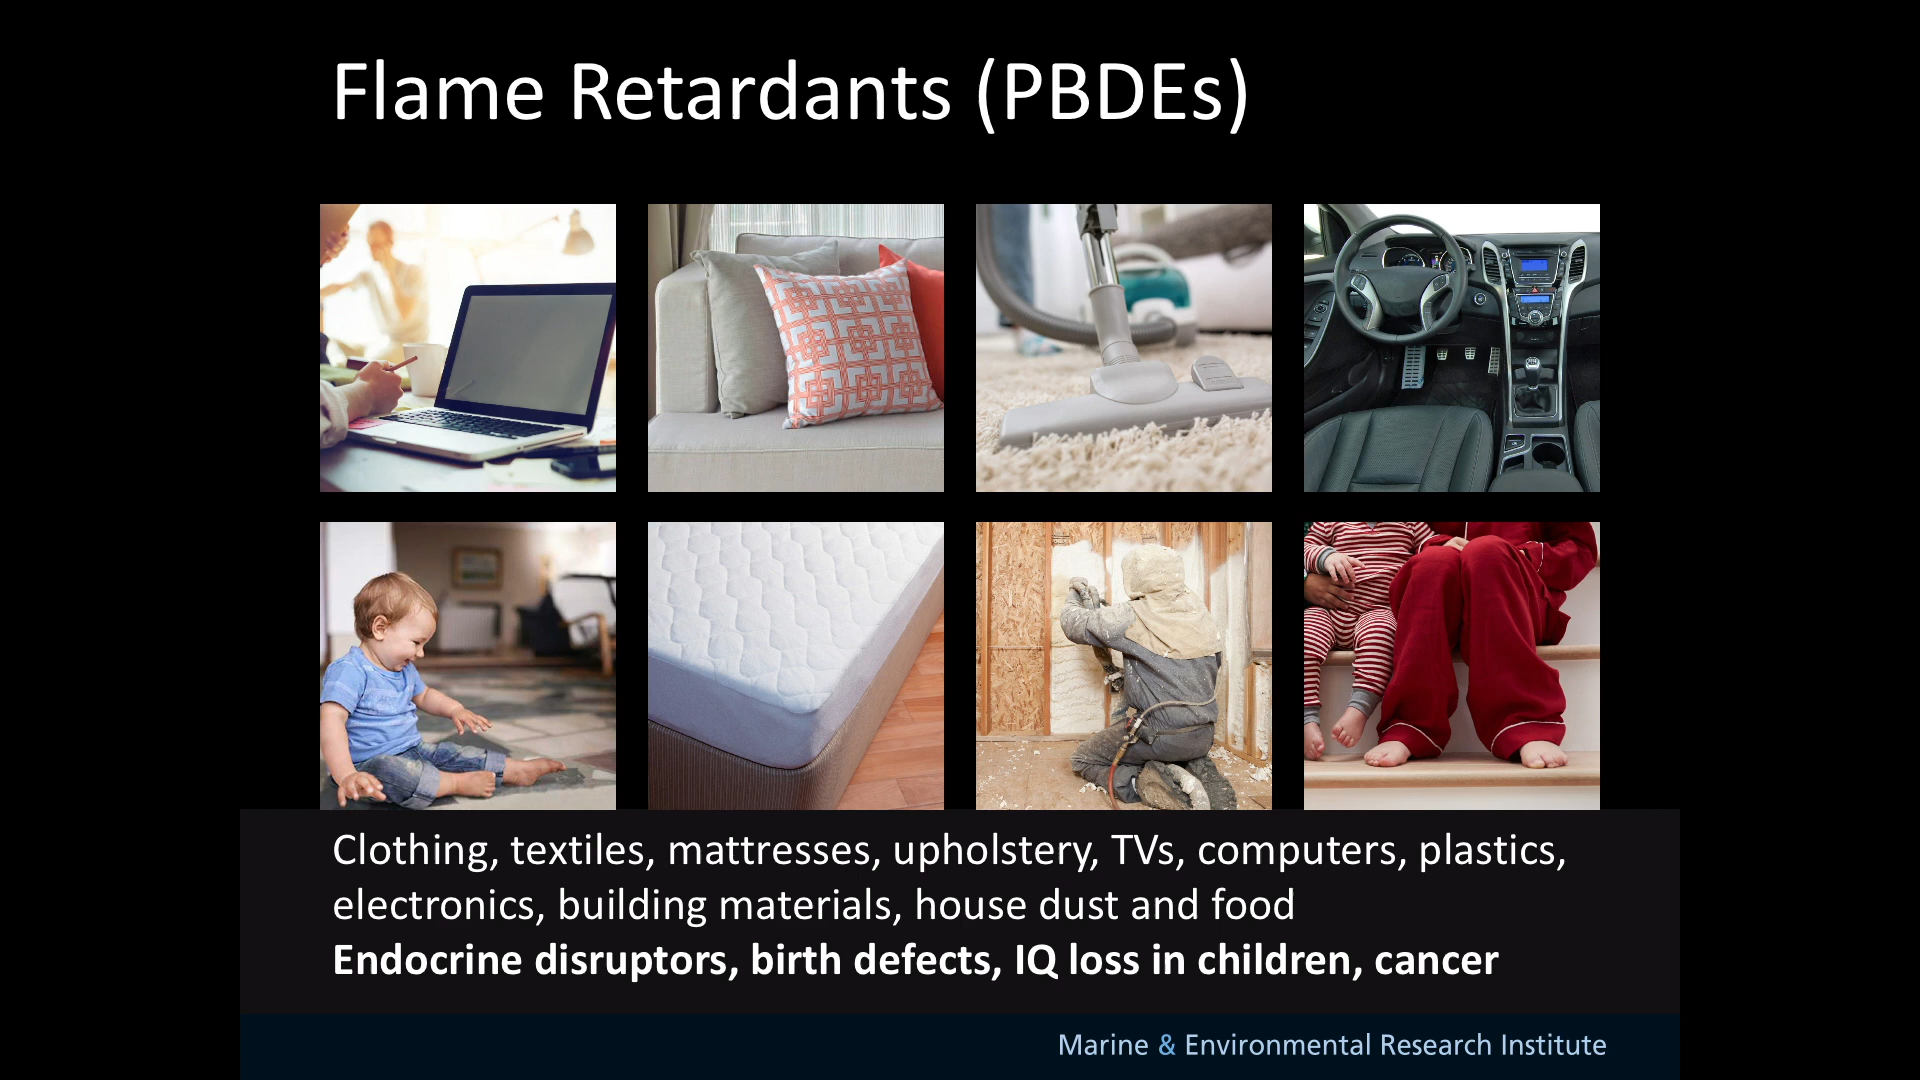 Flame Retardants (PBDEs)
Clothing, textiles, mattresses, upholstery, TVs, computers, plastics,
electronics, building materials, house dust and food
Endocrine disruptors, birth defects, IQ loss in children, cancer
Marine & Environmental Research Institute